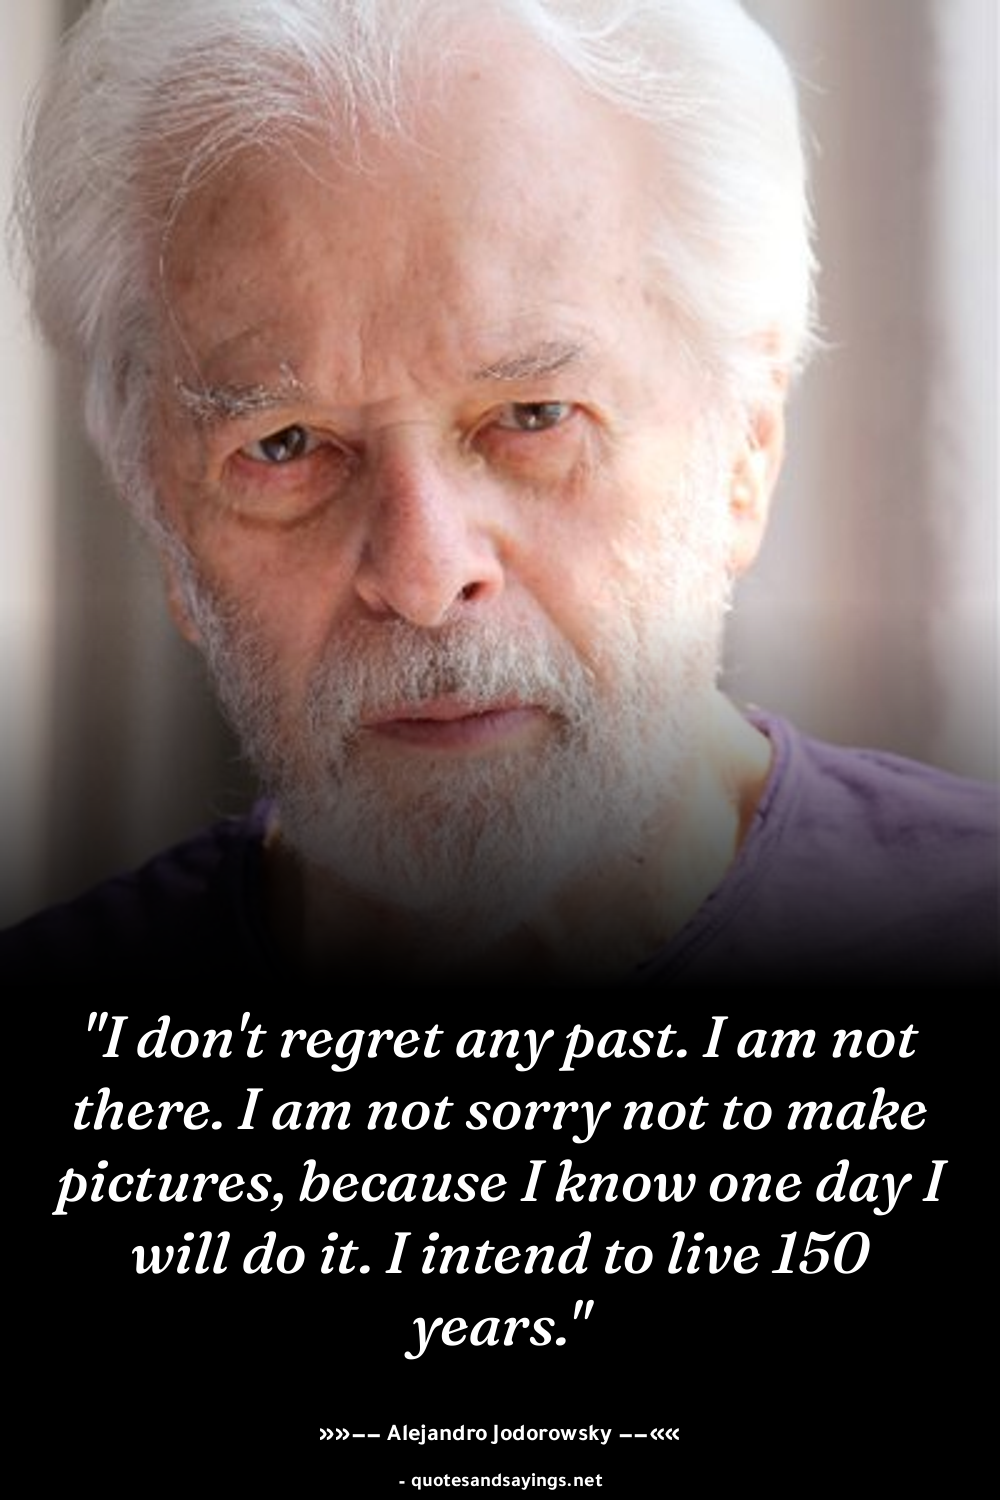 "I don't regret any past. I am not
there. I am not sorry not to make
pictures, because I know one day I
will do it. I intend to live 150
years."
»»–– Alejandro Jodorowsky ––««
- quotesandsayings.net